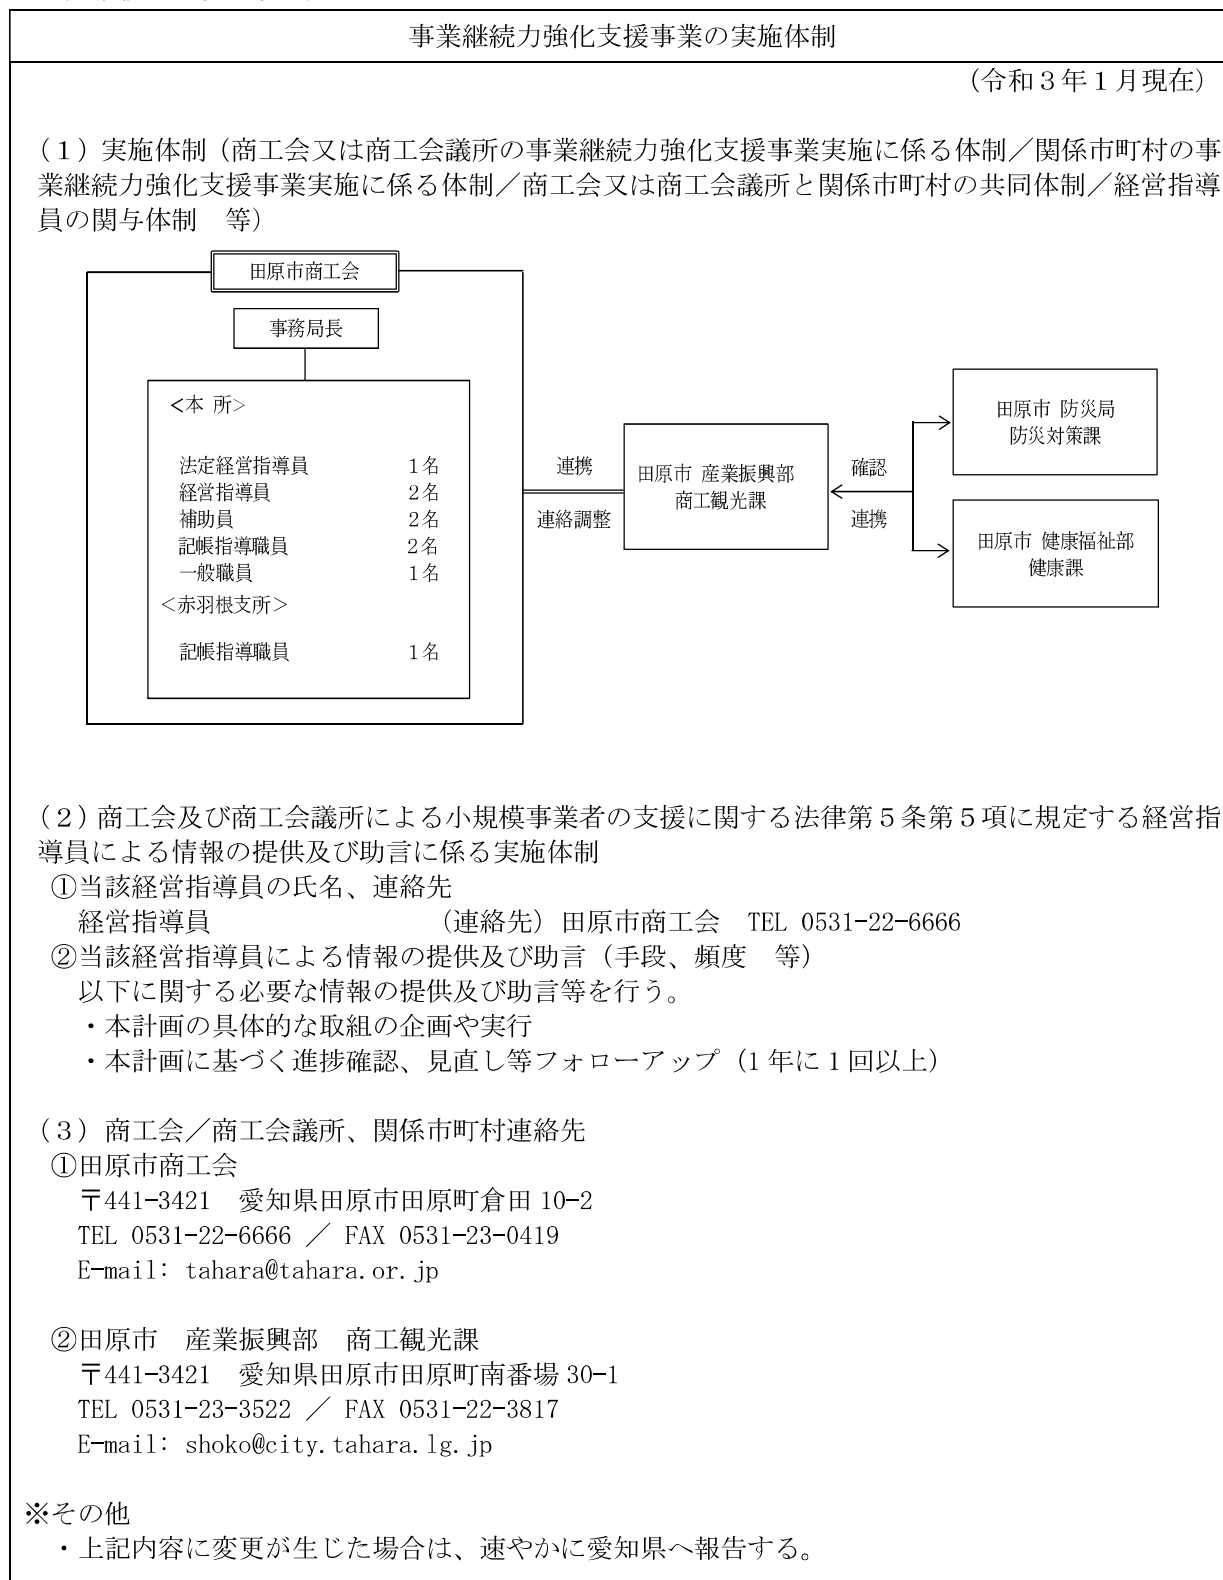 事業継続力強化支援事業の実施体制
（令和３年１月現在）
（１）実施体制（商工会又は商工会議所の事業継続力強化支援事業実施に係る体制／関係市町村の事
業継続力強化支援事業実施に係る体制／商工会又は商工会議所と関係市町村の共同体制／経営指導
員の関与体制　等）
田原市商工会
事務局長
<本 所>
法定経営指導員　1名
経営指導員　2名
補助員　2名
記帳指導職員　2名
一般職員　1名
＜赤羽根支所＞
記帳指導職員　1名
連携
連絡調整
田原市 産業振興部
商工観光課
確認
連携
田原市 防災局
防災対策課
田原市 健康福祉部
健康課
（２）商工会及び商工会議所による小規模事業者の支援に関する法律第５条第５項に規定する経営指
導員による情報の提供及び助言に係る実施体制
①当該経営指導員の氏名、連絡先
経営指導員　（連絡先）田原市商工会　TEL 0531-22-6666
②当該経営指導員による情報の提供及び助言（手段、頻度　等）
以下に関する必要な情報の提供及び助言等を行う。
・本計画の具体的な取組の企画や実行
・本計画に基づく進捗確認、見直し等フォローアップ（1年に１回以上）
（３）商工会／商工会議所、関係市町村連絡先
①田原市商工会
〒441-3421　愛知県田原市田原町倉田 10-2
TEL 0531-22-6666 ／ FAX 0531-23-0419
E-mail: tahara@tahara.or.jp
②田原市　産業振興部　商工観光課
〒441-3421　愛知県田原市田原町南番場 30-1
TEL 0531-23-3522 ／ FAX 0531-22-3817
E-mail: shoko@city.tahara.lg.jp
※その他
・上記内容に変更が生じた場合は、速やかに愛知県へ報告する。